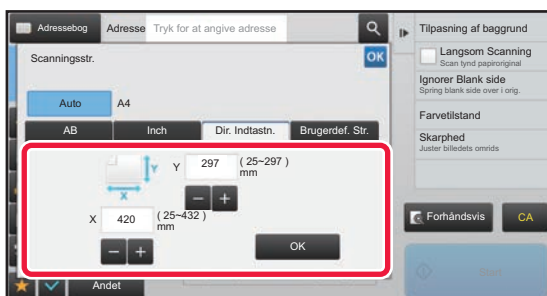 Adressebog
Adresse
Tryk for at angive adresse
Scanningsstr.
OK
Auto
A4
AB
Inch
Dir. Indtastn.
Brugerdef. Str.
Y
X
Y
297
( 25~297 )
mm
X
420
( 25~432 )
mm
OK
Andet
Tilpasning af baggrund
Langsom Scanning
Scan tynd papiroriginal
Ignorer Blank side
Spring blank side over i orig.
Farvetilstand
Skarphed
Juster billedets omrids
Forhåndsvis
CA
Start